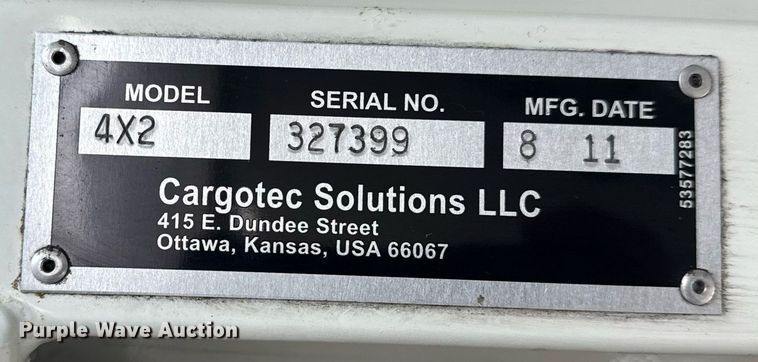 MODEL SERIAL NO. MFG. DATE
4X2 327399 8 11
53577283
Cargotec Solutions LLC
415 E. Dundee Street
Ottawa, Kansas, USA 66067
Purple Wave Auction